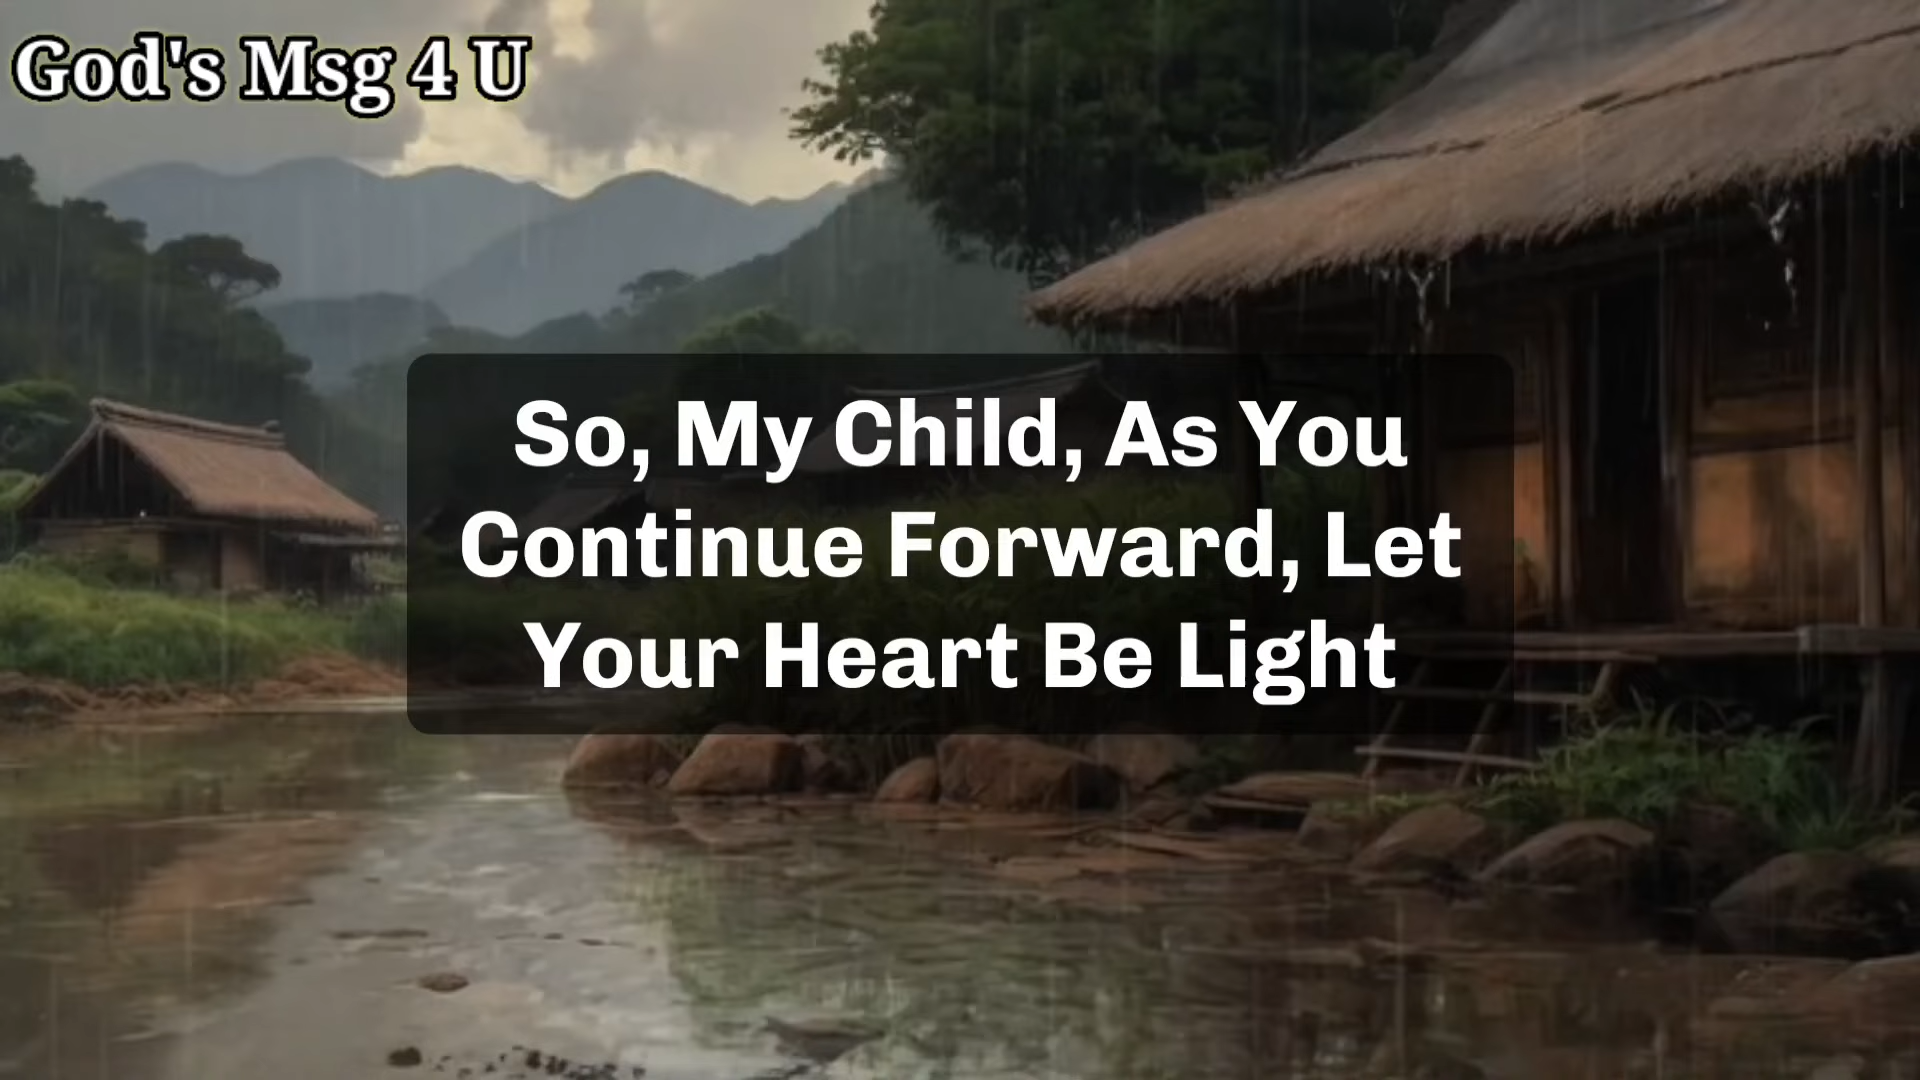 God's Msg 4 U
So, My Child, As You
Continue Forward, Let
Your Heart Be Light